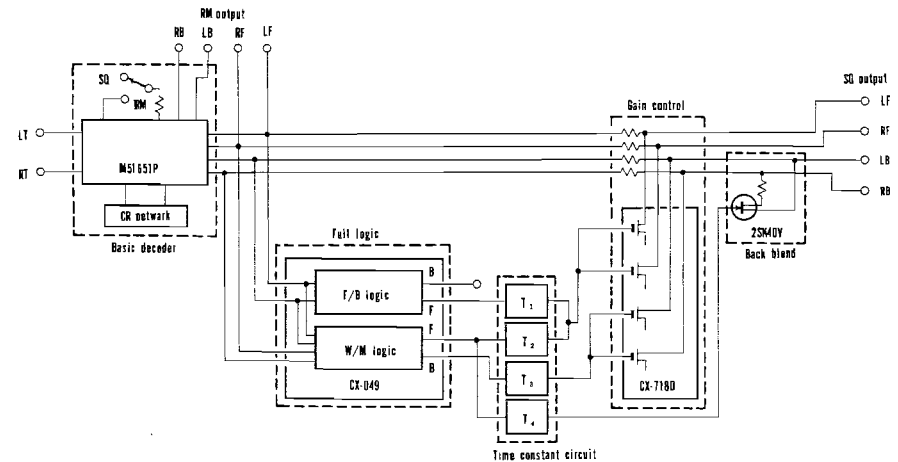 RM output
RB LB RF LF
SQ
RM
LT
RT
M51651P
CR netwark
Basic decoder
Gain control
SQ output
LF
RF
LB
RB
2SK40Y
Back blend
Full logic
F/B logic
B
F
W/M logic
F
B
CX-049
T1
T2
T3
T4
Time constant circuit
CX-718D